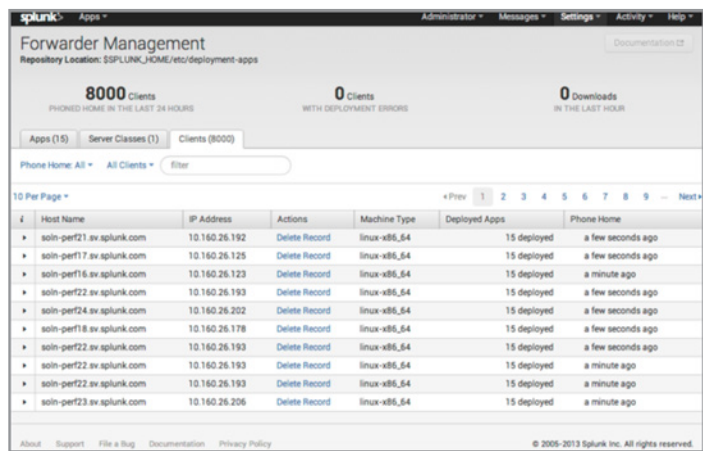 splunk> Apps Administrator Messages Settings Activity Help
Forwarder Management Documentation
Repository Location: $SPLUNK_HOME/etc/deployment-apps
8000 Clients 0 Clients 0 Downloads
PHONED HOME IN THE LAST 24 HOURS WITH DEPLOYMENT ERRORS IN THE LAST HOUR
Apps (15) Server Classes (1) Clients (8000)
Phone Home: All All Clients filter
10 Per Page «Prev 1 2 3 4 5 6 7 8 9 ... Next»
i Host Name IP Address Actions Machine Type Deployed Apps Phone Home
soln-perf21.sv.splunk.com 10.160.26.192 Delete Record linux-x86_64 15 deployed a few seconds ago
soln-perf17.sv.splunk.com 10.160.26.125 Delete Record linux-x86_64 15 deployed a few seconds ago
soln-perf16.sv.splunk.com 10.160.26.123 Delete Record linux-x86_64 15 deployed a minute ago
soln-perf22.sv.splunk.com 10.160.26.193 Delete Record linux-x86_64 15 deployed a few seconds ago
soln-perf24.sv.splunk.com 10.160.26.202 Delete Record linux-x86_64 15 deployed a few seconds ago
soln-perf18.sv.splunk.com 10.160.26.178 Delete Record linux-x86_64 15 deployed a few seconds ago
soln-perf22.sv.splunk.com 10.160.26.193 Delete Record linux-x86_64 15 deployed a few seconds ago
soln-perf22.sv.splunk.com 10.160.26.193 Delete Record linux-x86_64 15 deployed a minute ago
soln-perf22.sv.splunk.com 10.160.26.193 Delete Record linux-x86_64 15 deployed a minute ago
soln-perf23.sv.splunk.com 10.160.26.206 Delete Record linux-x86_64 15 deployed a minute ago
About Support File a Bug Documentation Privacy Policy © 2005-2013 Splunk Inc. All rights reserved.